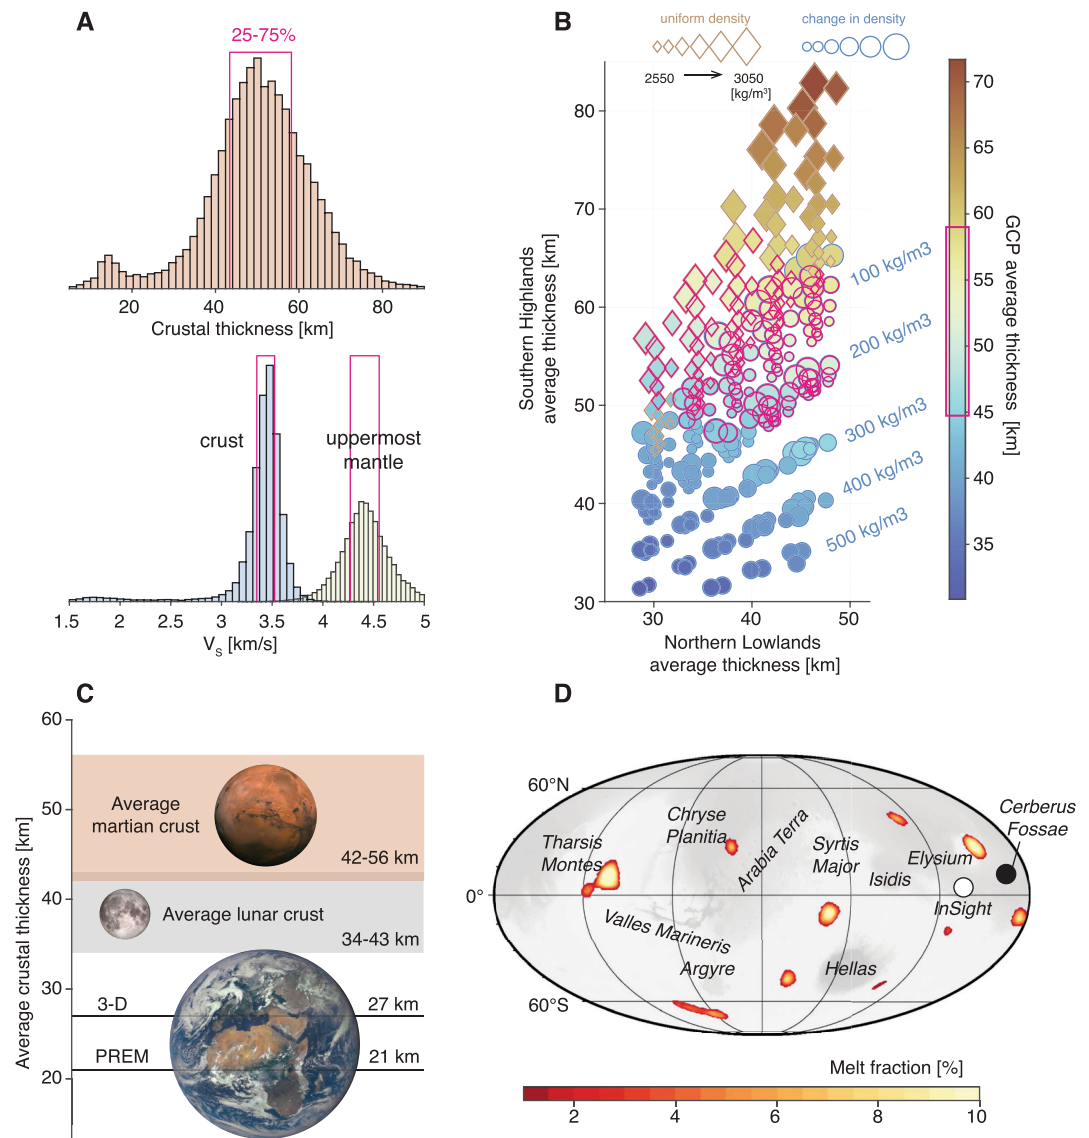 A
25-75%
20
40
60
80
Crustal thickness [km]
crust
uppermost
mantle
1.5
2
2.5
3
3.5
4
4.5
5
VS [km/s]
B
uniform density
change in density
2550
3050
[kg/m³]
80
70
60
50
40
30
Southern Highlands
average thickness [km]
100 kg/m3
200 kg/m3
300 kg/m3
400 kg/m3
500 kg/m3
30
40
50
Northern Lowlands
average thickness [km]
70
65
60
55
50
45
40
35
GCP average thickness [km]
C
60
50
40
30
20
Average crustal thickness [km]
Average
martian crust
42-56 km
Average lunar crust
34-43 km
3-D
27 km
PREM
21 km
D
60°N
0°
60°S
Cerberus
Fossae
Chryse
Planitia
Arabia Terra
Tharsis
Montes
Syrtis
Major
Elysium
Isidis
InSight
Valles Marineris
Argyre
Hellas
Melt fraction [%]
2
4
6
8
10